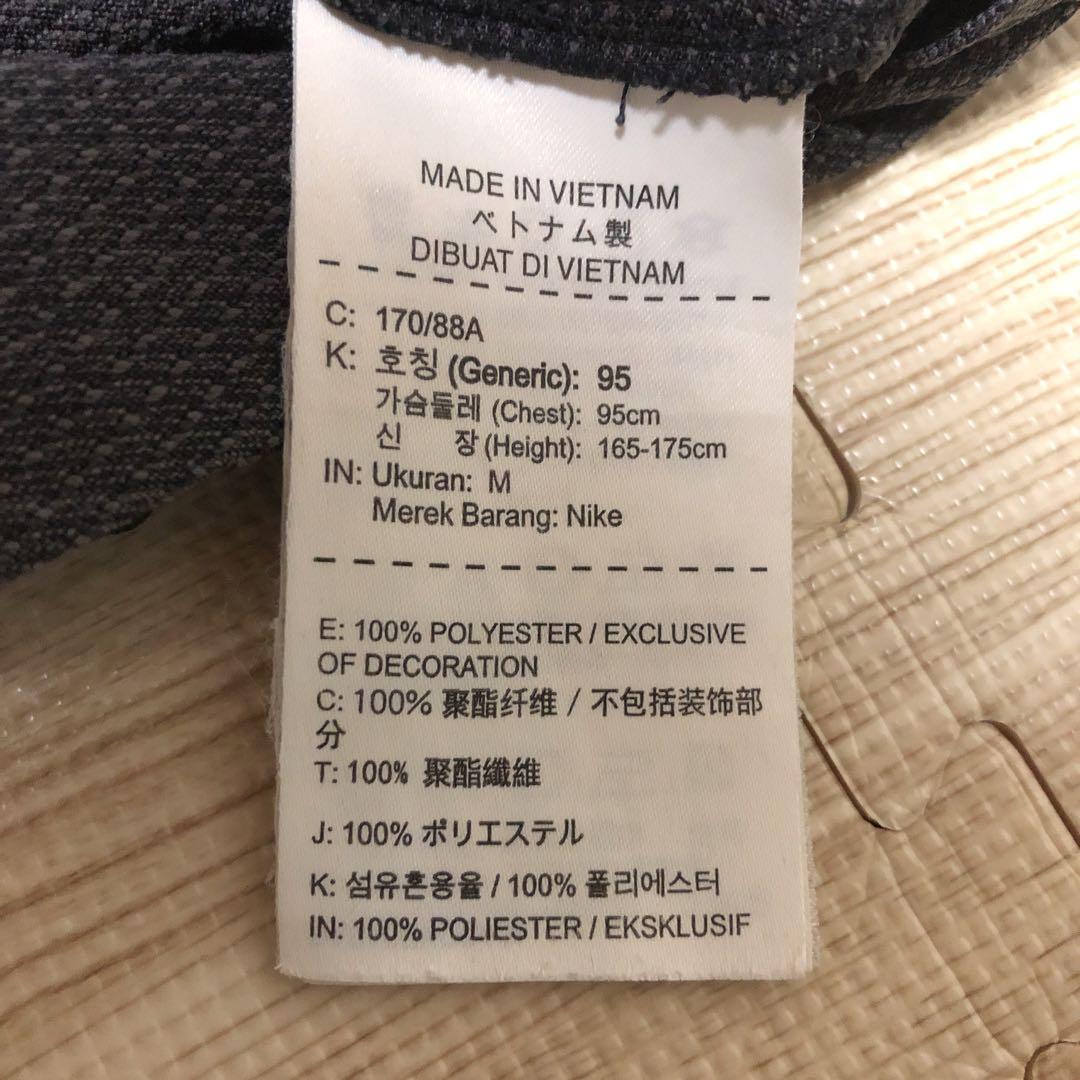 MADE IN VIETNAM
ベトナム製
DIBUAT DI VIETNAM
C: 170/88A
K: 호칭 (Generic): 95
가슴둘레 (Chest): 95cm
신 장 (Height): 165-175cm
IN: Ukuran: M
Merek Barang: Nike
E: 100% POLYESTER / EXCLUSIVE
OF DECORATION
C: 100% 聚酯纤维 / 不包括装饰部
分
T: 100% 聚酯纖維
J: 100% ポリエステル
K: 섬유혼용율 / 100% 폴리에스터
IN: 100% POLIESTER / EKSKLUSIF